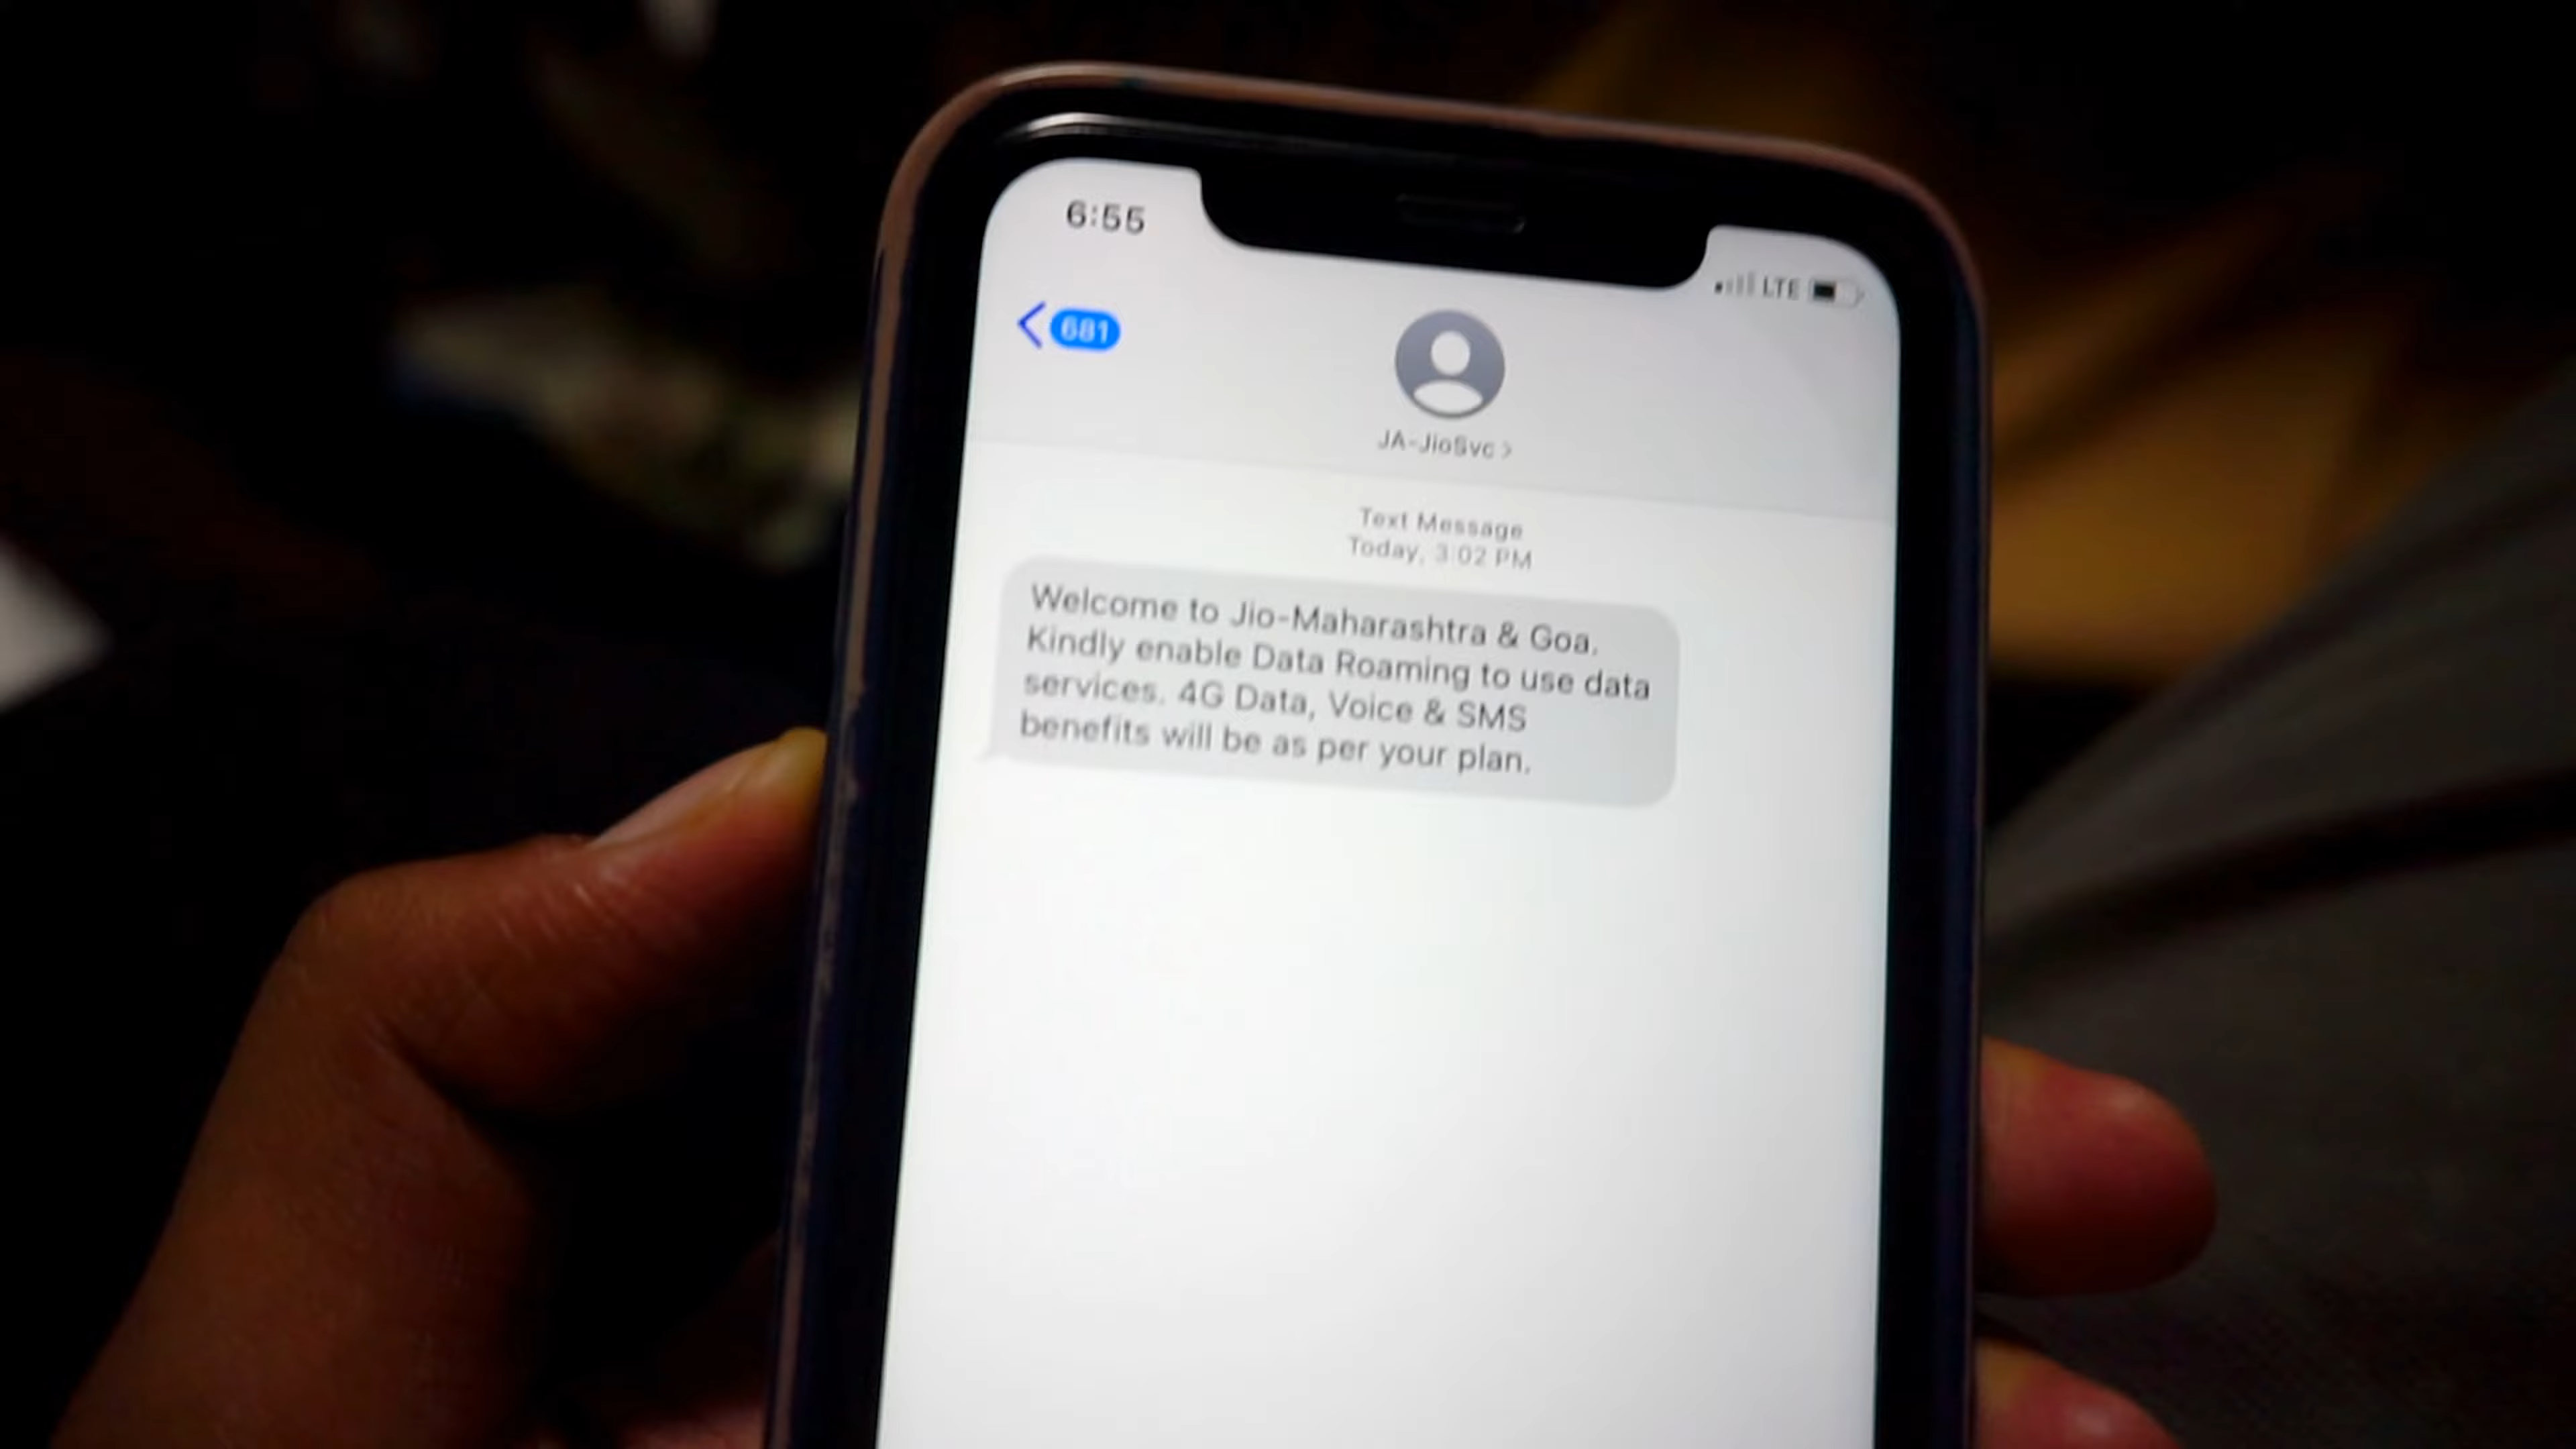 6:55
LTE
681
JA-JioSvc >
Text Message
Today, 3:02 PM
Welcome to Jio-Maharashtra & Goa.
Kindly enable Data Roaming to use data
services. 4G Data, Voice & SMS
benefits will be as per your plan.